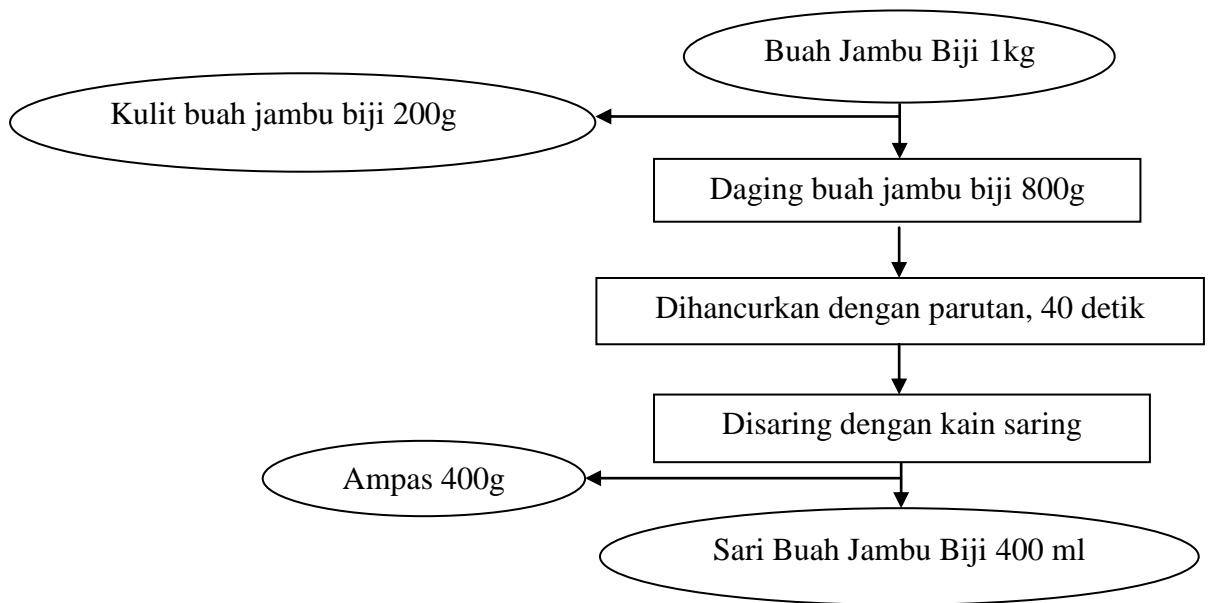 Buah Jambu Biji 1kg
Kulit buah jambu biji 200g
Daging buah jambu biji 800g
Dihancurkan dengan parutan, 40 detik
Disaring dengan kain saring
Ampas 400g
Sari Buah Jambu Biji 400 ml